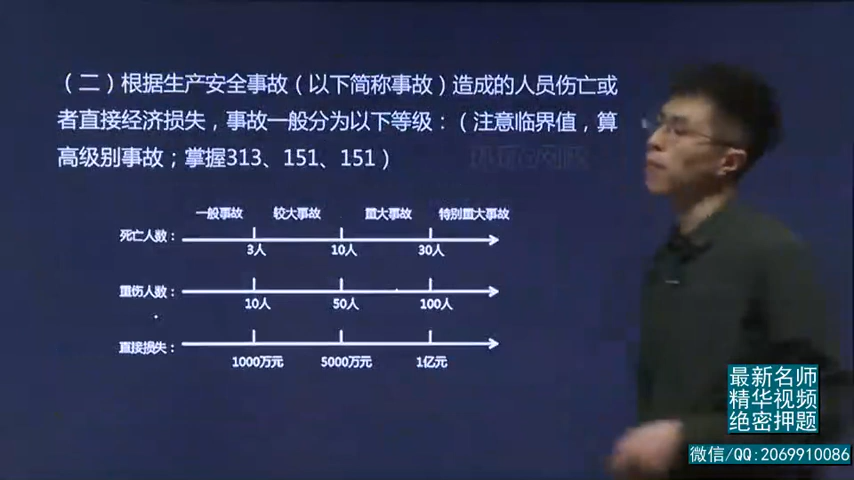 （二）根据生产安全事故（以下简称事故）造成的人员伤亡或
者直接经济损失，事故一般分为以下等级：（注意临界值，算
高级别事故；掌握313、151、151）
一般事故 较大事故 重大事故 特别重大事故
死亡人数：
3人 10人 30人
重伤人数：
10人 50人 100人
直接损失：
1000万元 5000万元 1亿元
最新名师
精华视频
绝密押题
微信/QQ:2069910086